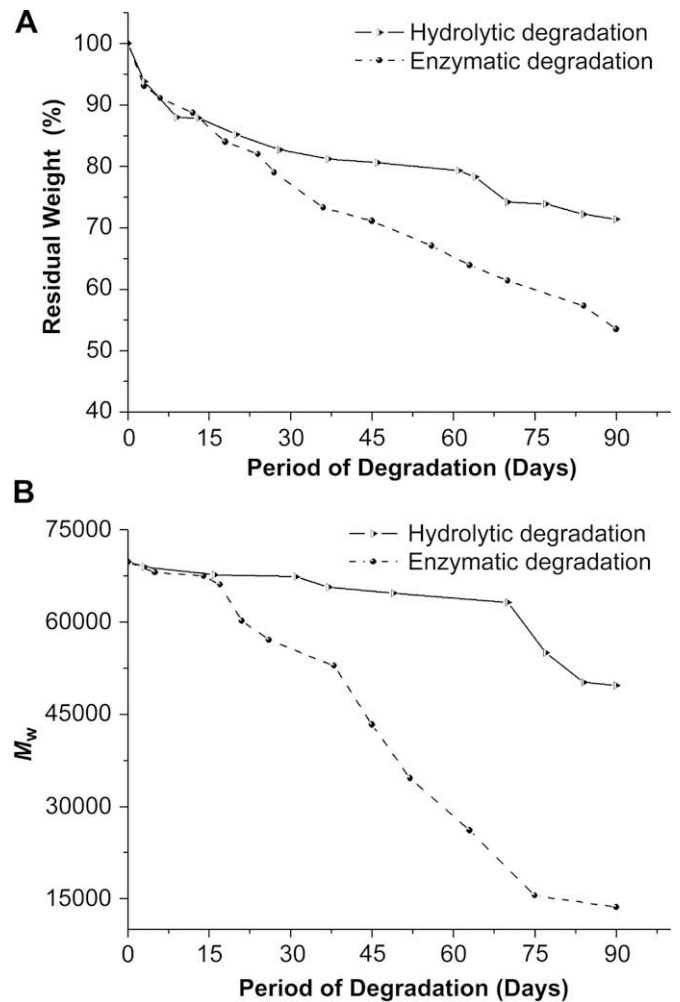 A
Hydrolytic degradation
Enzymatic degradation
Residual Weight (%)
100
90
80
70
60
50
40
0 15 30 45 60 75 90
Period of Degradation (Days)
B
Hydrolytic degradation
Enzymatic degradation
Mw
75000
60000
45000
30000
15000
0 15 30 45 60 75 90
Period of Degradation (Days)